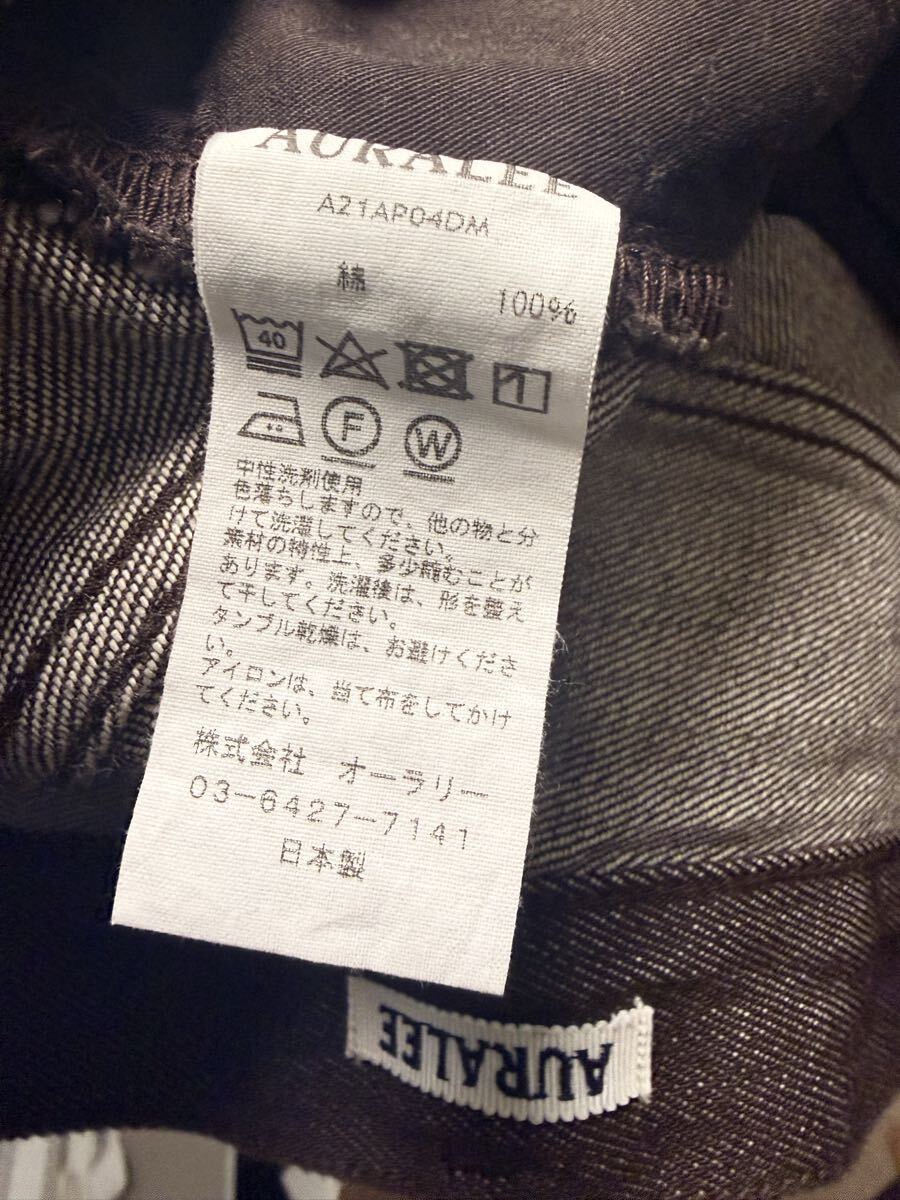 AURALEE
A21AP04DM
綿 100%
40
F W
中性洗剤使用
色落ちしますので、他の物と分
けて洗濯してください。
素材の特性上、多少縮むことが
あります。洗濯後は、形を整え
て干してください。
タンブル乾燥は、お避けくださ
い。
アイロンは、当て布をしてかけ
てください。
株式会社 オーラリー
03-6427-7141
日本製
AURALEE